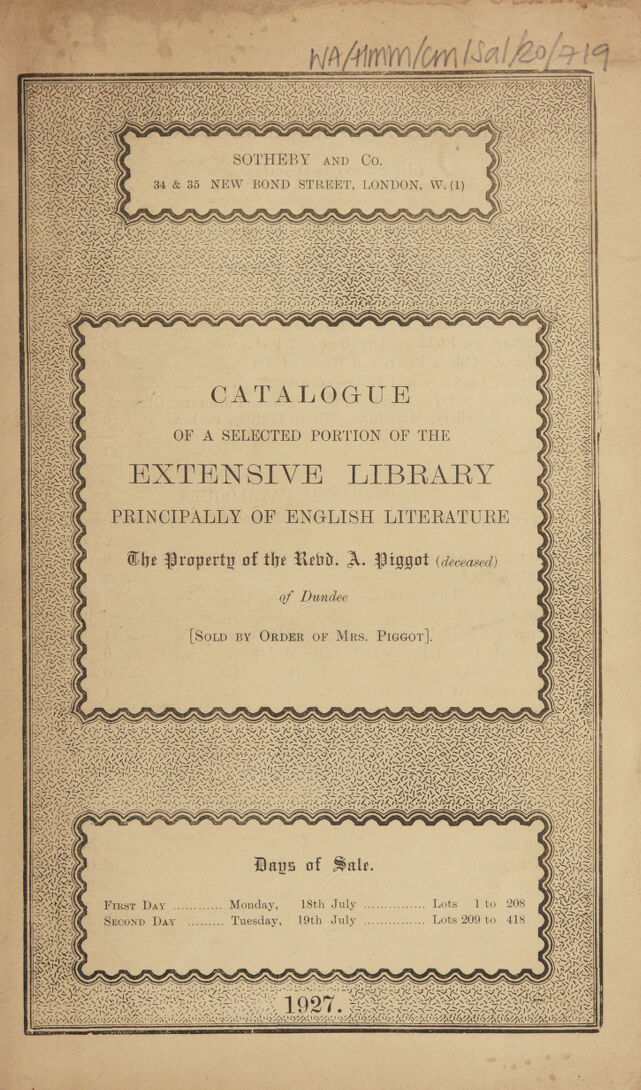 WA/HMM/CM/Sal/20/719
SOTHEBY AND CO.
34 & 35 NEW BOND STREET, LONDON, W.(1)
CATALOGUE
OF A SELECTED PORTION OF THE
EXTENSIVE LIBRARY
PRINCIPALLY OF ENGLISH LITERATURE
The Property of the Revd. A. Piggot (deceased)
of Dundee
[SOLD BY ORDER OF MRS. PIGGOT].
Days of Sale.
FIRST DAY ............ Monday, 18th July ............... Lots 1 to 208
SECOND DAY ......... Tuesday, 19th July ............... Lots 209 to 418
1927.